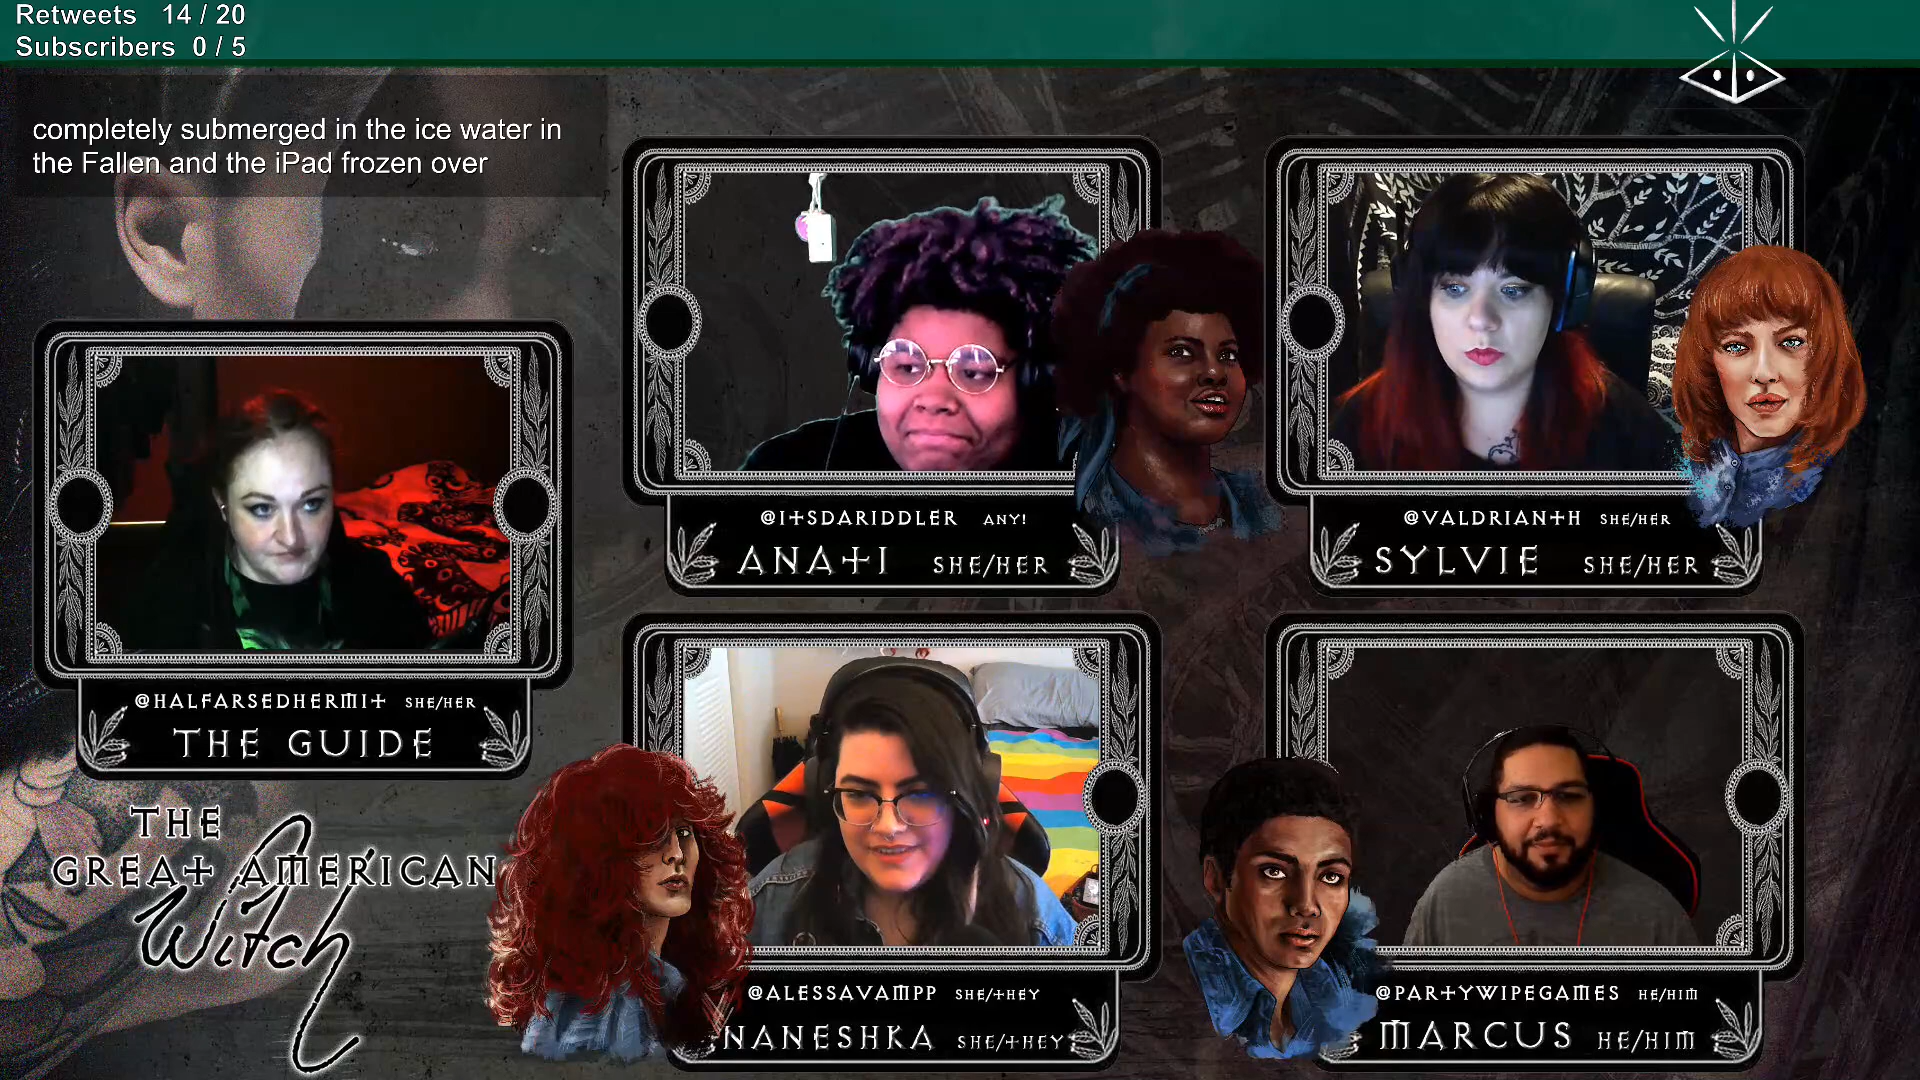 Retweets 14 / 20
Subscribers 0 / 5
completely submerged in the ice water in
the Fallen and the iPad frozen over
@ITSDARIDDLER ANY!
ANATI SHE/HER
@VALDRIANTH SHE/HER
SYLVIE SHE/HER
@HALFARSEDHERMIT SHE/HER
THE GUIDE
THE
GREAT AMERICAN
Witch
@ALESSAVAMPP SHE/THEY
NANESHKA SHE/THEY
@PARTYWIPEGAMES HE/HIM
MARCUS HE/HIM